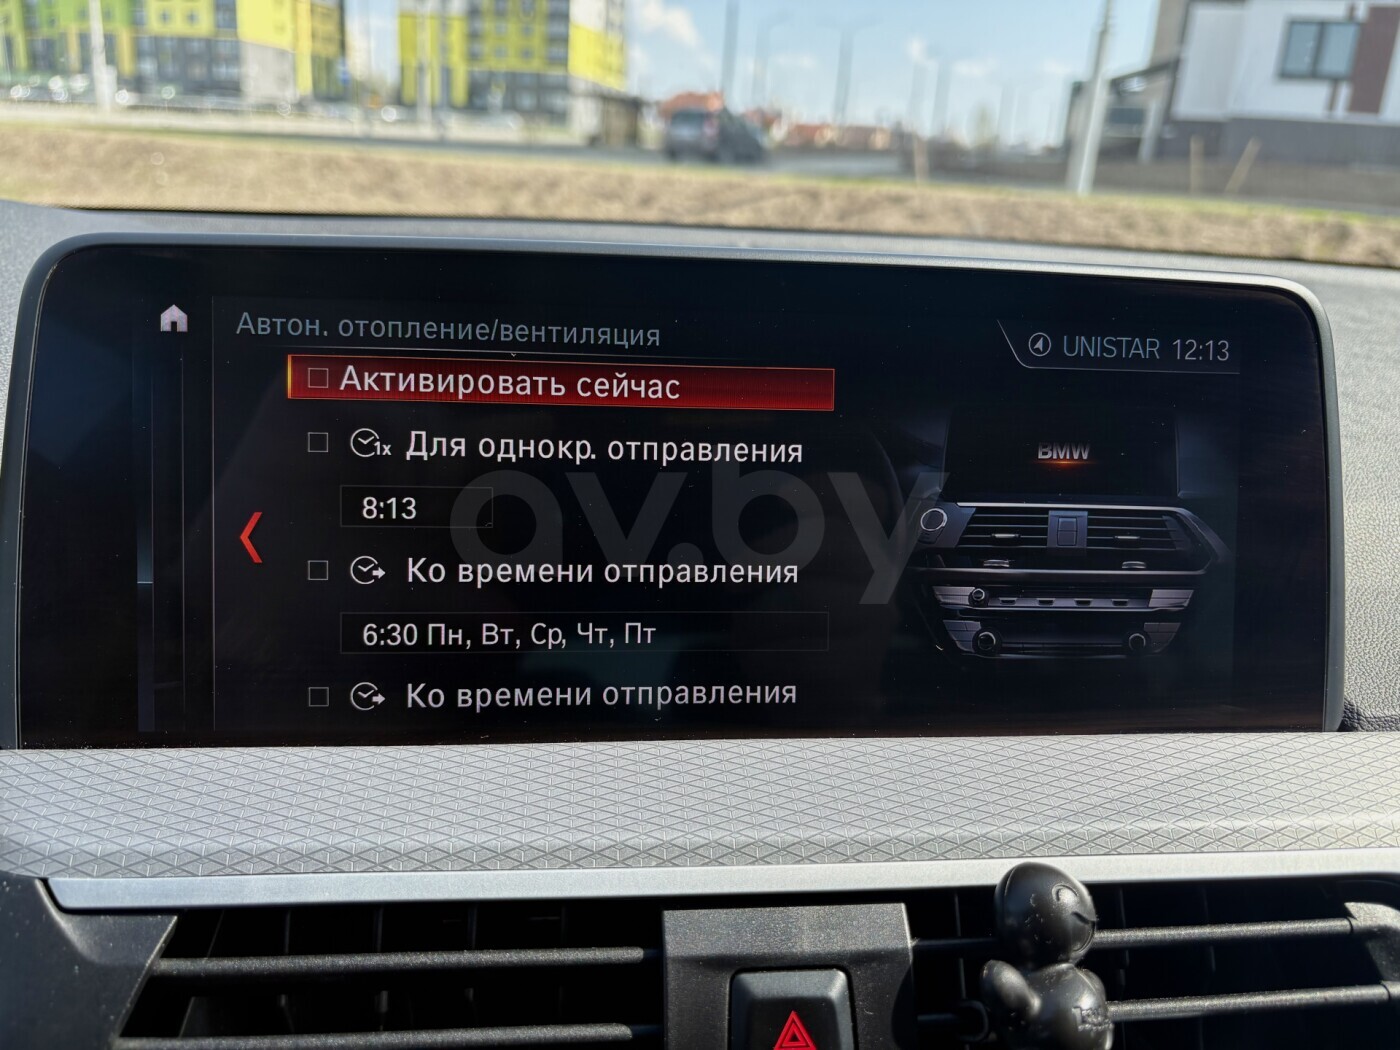 Автон. отопление/вентиляция
UNISTAR 12:13
Активировать сейчас
1x Для однокр. отправления
8:13
Ко времени отправления
6:30 Пн, Вт, Ср, Чт, Пт
Ко времени отправления
BMW
av.by